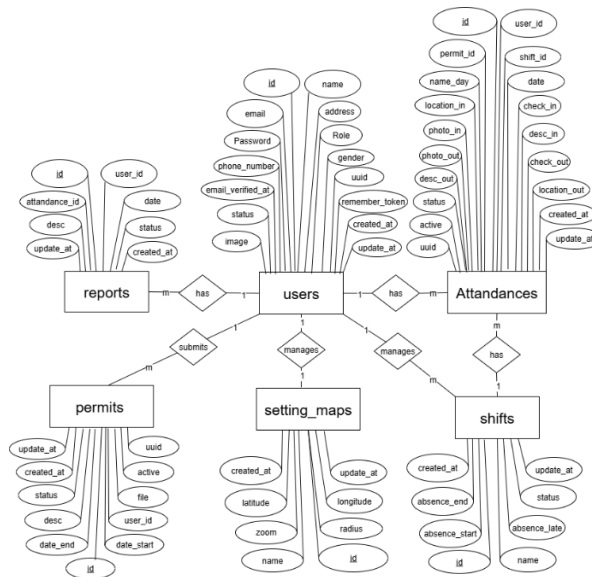 id
user_id
permit_id
shift_id
name_day
date
location_in
check_in
photo_in
desc_in
photo_out
check_out
desc_out
location_out
status
created_at
active
update_at
uuid
id
name
email
address
Password
Role
phone_number
gender
email_verified_at
uuid
status
remember_token
image
created_at
update_at
id
user_id
attandance_id
date
desc
status
update_at
created_at
reports
m
has
1
users
1
has
m
Attandances
1
submits
m
1
manages
1
1
manages
m
m
has
1
permits
setting_maps
shifts
update_at
uuid
created_at
active
status
file
desc
user_id
date_end
date_start
id
created_at
update_at
latitude
longitude
zoom
radius
name
id
created_at
update_at
absence_end
status
absence_start
absence_late
id
name